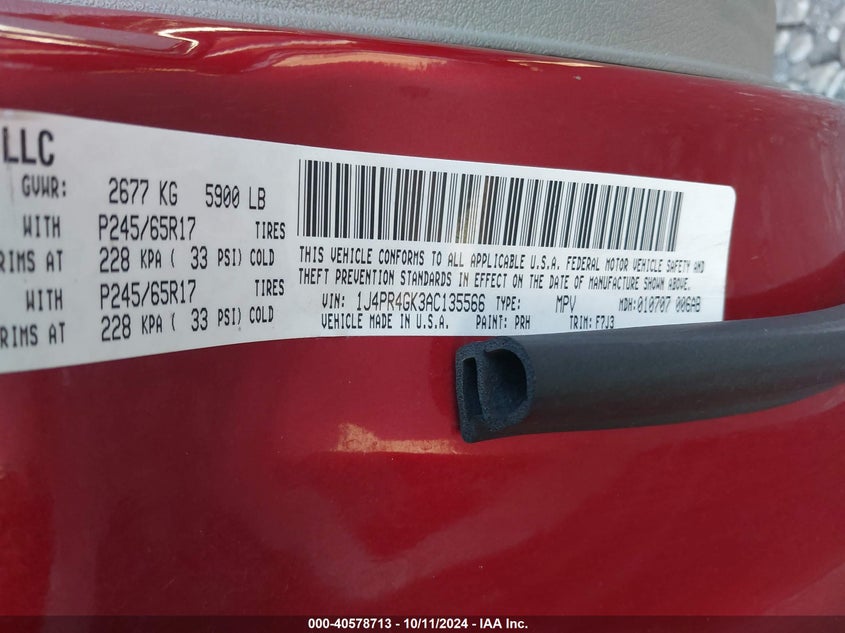 LLC
GVWR: 2677 KG 5900 LB
WITH P245/65R17 TIRES
RIMS AT 228 KPA ( 33 PSI) COLD
WITH P245/65R17 TIRES
RIMS AT 228 KPA ( 33 PSI) COLD
THIS VEHICLE CONFORMS TO ALL APPLICABLE U.S.A. FEDERAL MOTOR VEHICLE SAFETY AND
THEFT PREVENTION STANDARDS IN EFFECT ON THE DATE OF MANUFACTURE SHOWN ABOVE.
VIN: 1J4PR4GK3AC135566 TYPE: MPV MDH:010707 006AB
VEHICLE MADE IN U.S.A. PAINT: PRH TRIM: F7J3
000-40578713 - 10/11/2024 - IAA Inc.